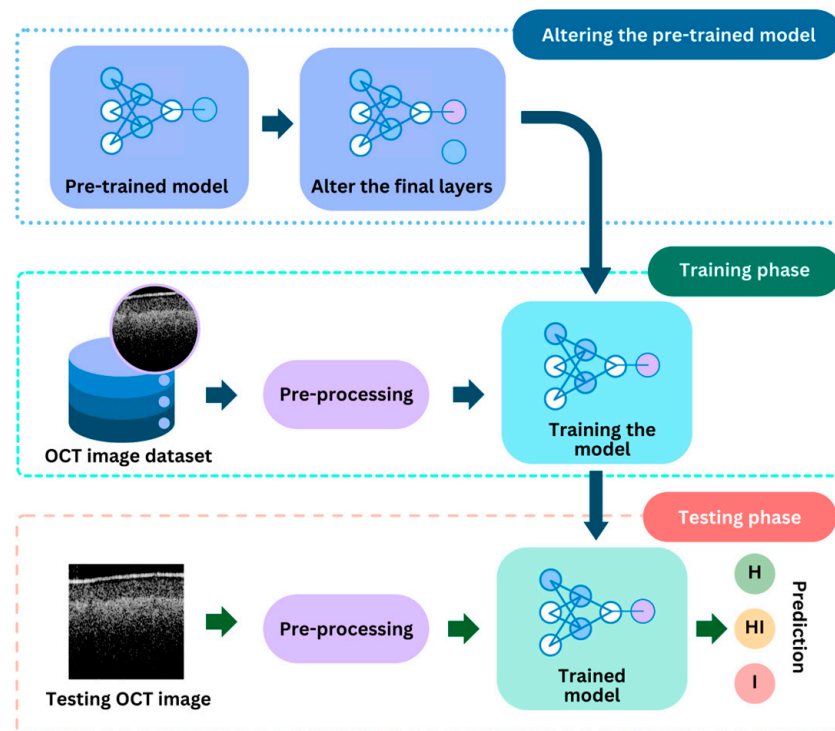 Altering the pre-trained model
Pre-trained model
Alter the final layers
Training phase
OCT image dataset
Pre-processing
Training the
model
Testing phase
Testing OCT image
Pre-processing
Trained
model
H
HI
I
Prediction